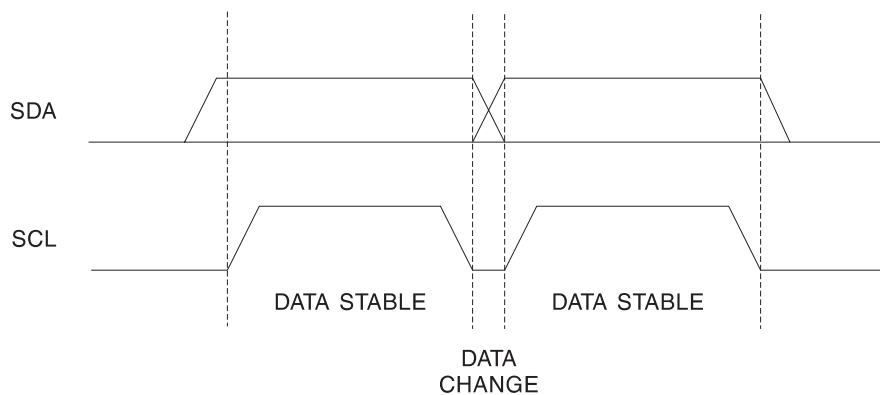 SDA
SCL
DATA STABLE
DATA STABLE
DATA
CHANGE